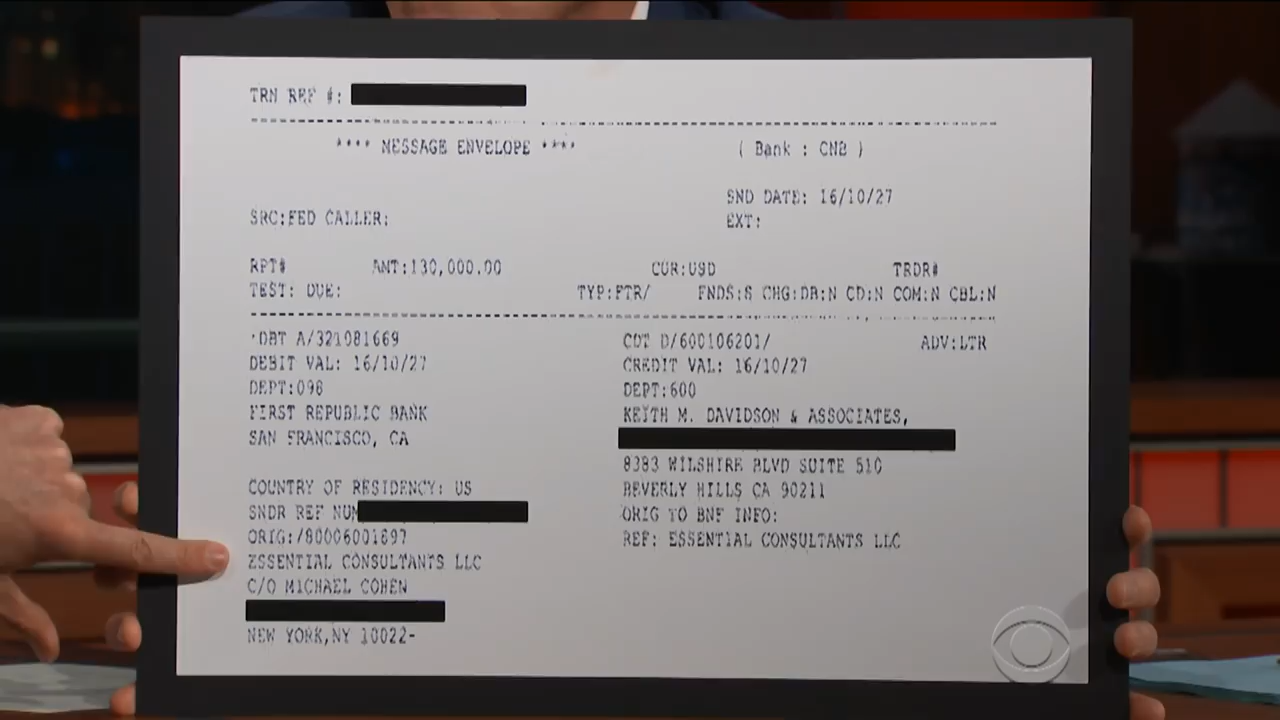 TRN REF #:
**** MESSAGE ENVELOPE **** ( Bank : CNB )
SND DATE: 16/10/27
SRC:FED CALLER:
EXT:
RPT# AMT:130,000.00 CUR:USD TRDR#
TEST: DUE: TYP:FTR/ FNDS:S CHG:DB:N CD:N COM:N CBL:N
DBT A/321081669
DEBIT VAL: 16/10/27
DEPT:098
FIRST REPUBLIC BANK
SAN FRANCISCO, CA
COUNTRY OF RESIDENCY: US
SNDR REF NUM
ORIG:/80006001897
ESSENTIAL CONSULTANTS LLC
C/O MICHAEL COHEN
NEW YORK,NY 10022-
CDT D/600106201/ ADV:LTR
CREDIT VAL: 16/10/27
DEPT:600
KEITH M. DAVIDSON & ASSOCIATES,
8383 WILSHIRE BLVD SUITE 510
BEVERLY HILLS CA 90211
ORIG TO BNF INFO:
REF: ESSENTIAL CONSULTANTS LLC